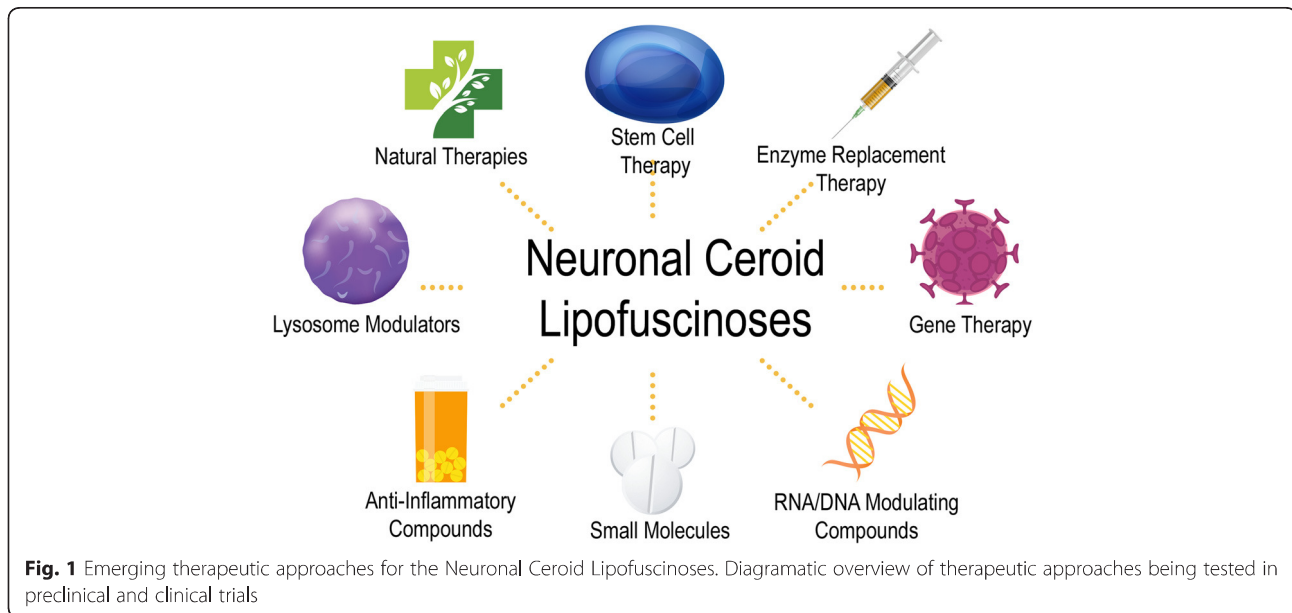 Natural Therapies
Stem Cell
Therapy
Enzyme Replacement
Therapy
Neuronal Ceroid
Lipofuscinoses
Lysosome Modulators
Gene Therapy
Anti-Inflammatory
Compounds
Small Molecules
RNA/DNA Modulating
Compounds
Fig. 1 Emerging therapeutic approaches for the Neuronal Ceroid Lipofuscinoses. Diagramatic overview of therapeutic approaches being tested in
preclinical and clinical trials